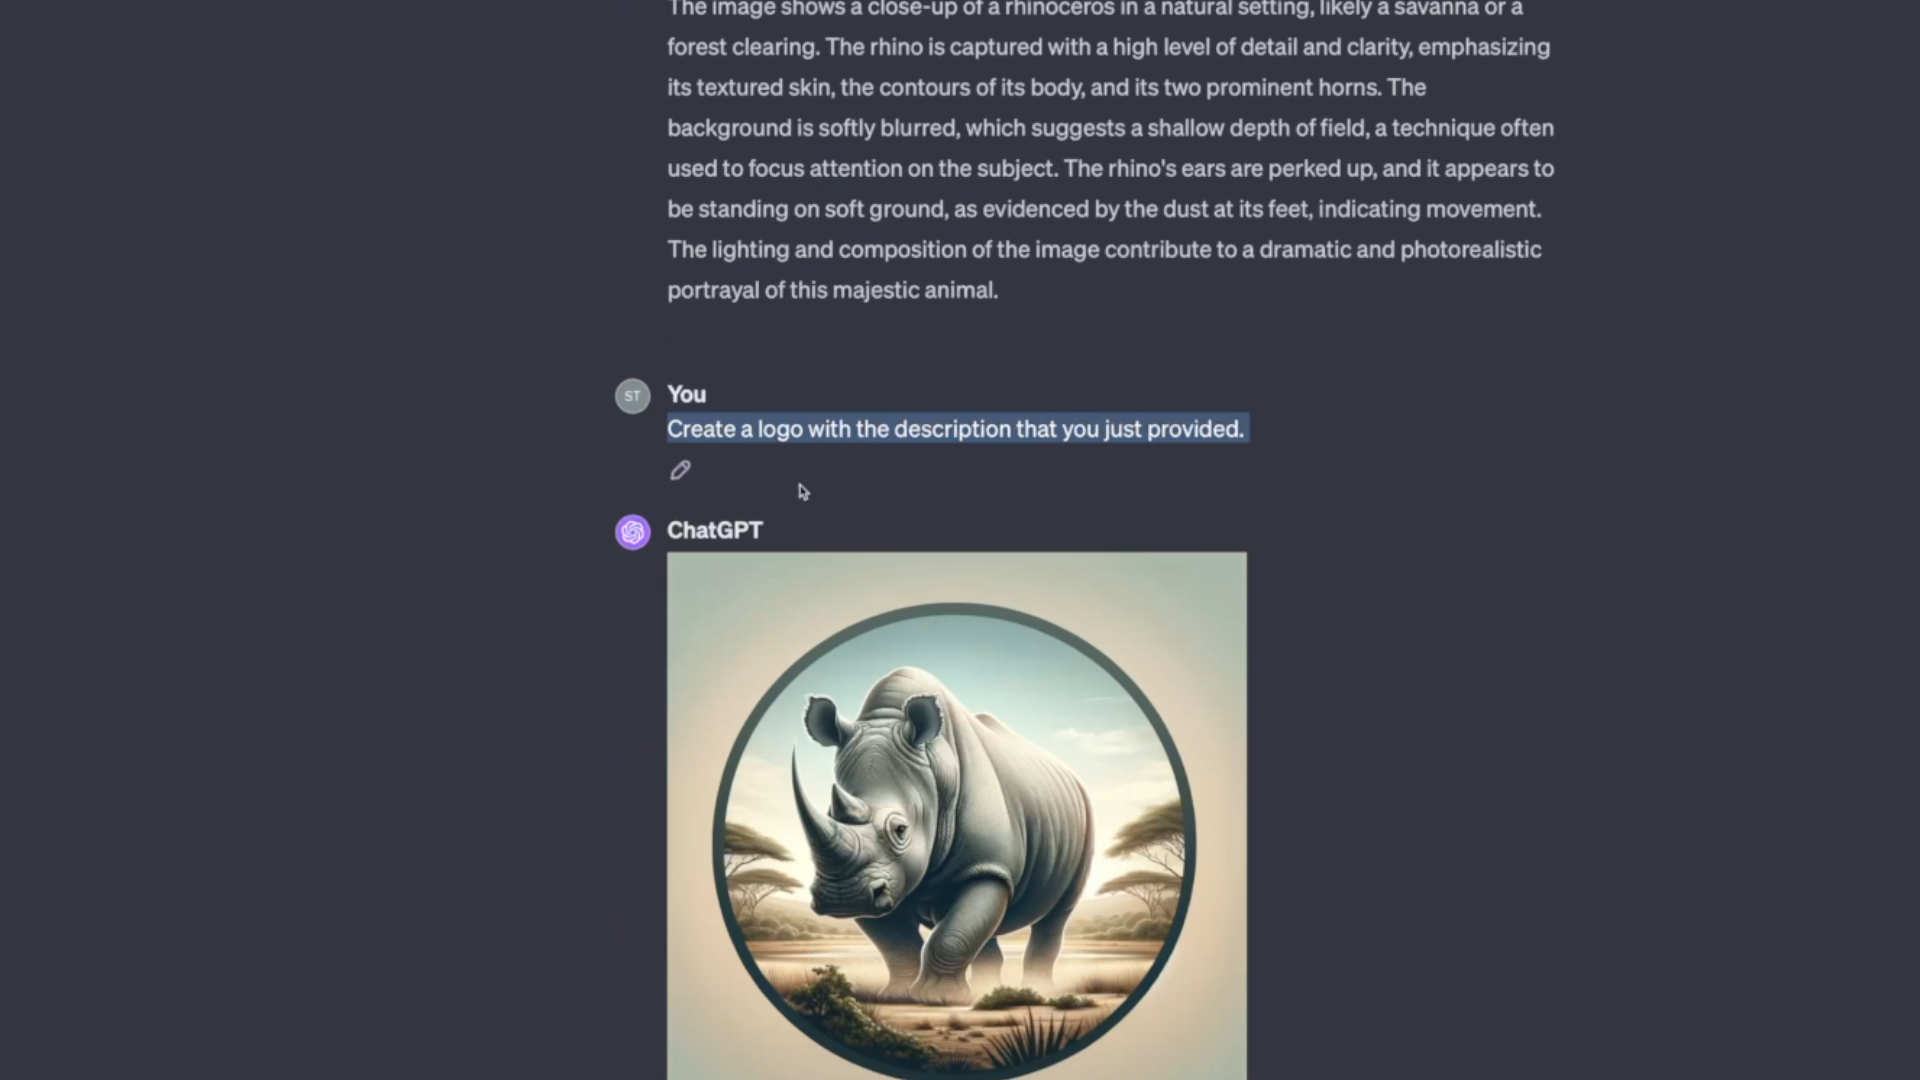 The image shows a close-up of a rhinoceros in a natural setting, likely a savanna or a
forest clearing. The rhino is captured with a high level of detail and clarity, emphasizing
its textured skin, the contours of its body, and its two prominent horns. The
background is softly blurred, which suggests a shallow depth of field, a technique often
used to focus attention on the subject. The rhino's ears are perked up, and it appears to
be standing on soft ground, as evidenced by the dust at its feet, indicating movement.
The lighting and composition of the image contribute to a dramatic and photorealistic
portrayal of this majestic animal.
ST You
Create a logo with the description that you just provided.
ChatGPT